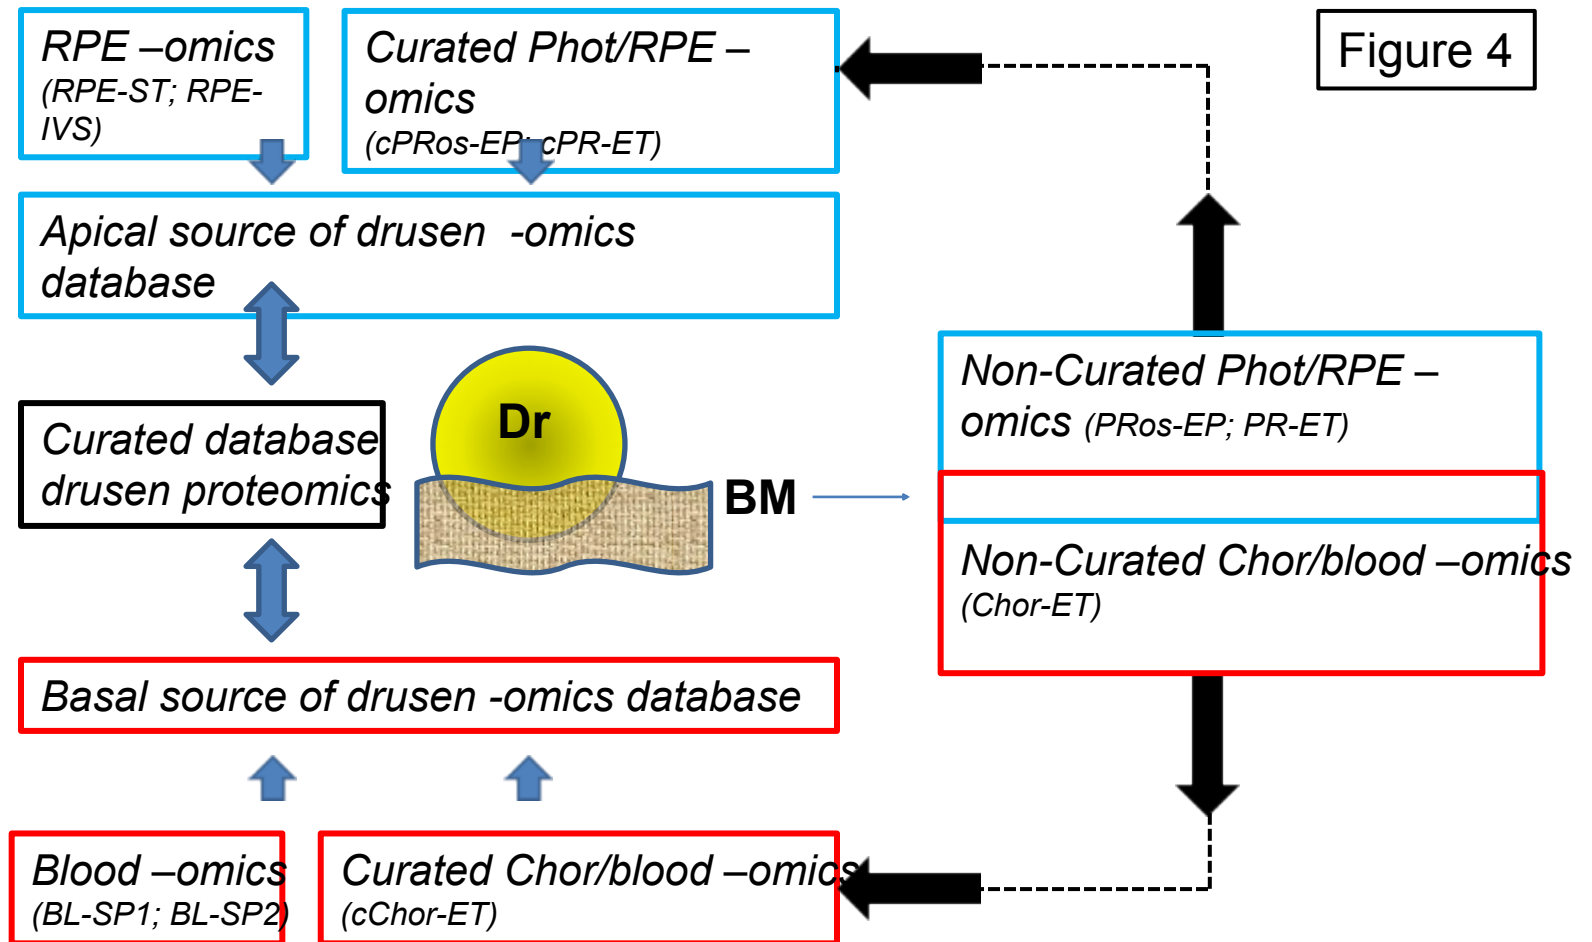 RPE –omics
(RPE-ST; RPE-
IVS)
Curated Phot/RPE –
omics
(cPRos-EP; cPR-ET)
Figure 4
Apical source of drusen  -omics
database
Non-Curated Phot/RPE –
omics (PRos-EP; PR-ET)
Curated database
drusen proteomics
Dr
BM
Non-Curated Chor/blood –omics
(Chor-ET)
Basal source of drusen -omics database
Blood –omics
(BL-SP1; BL-SP2)
Curated Chor/blood –omics
(cChor-ET)